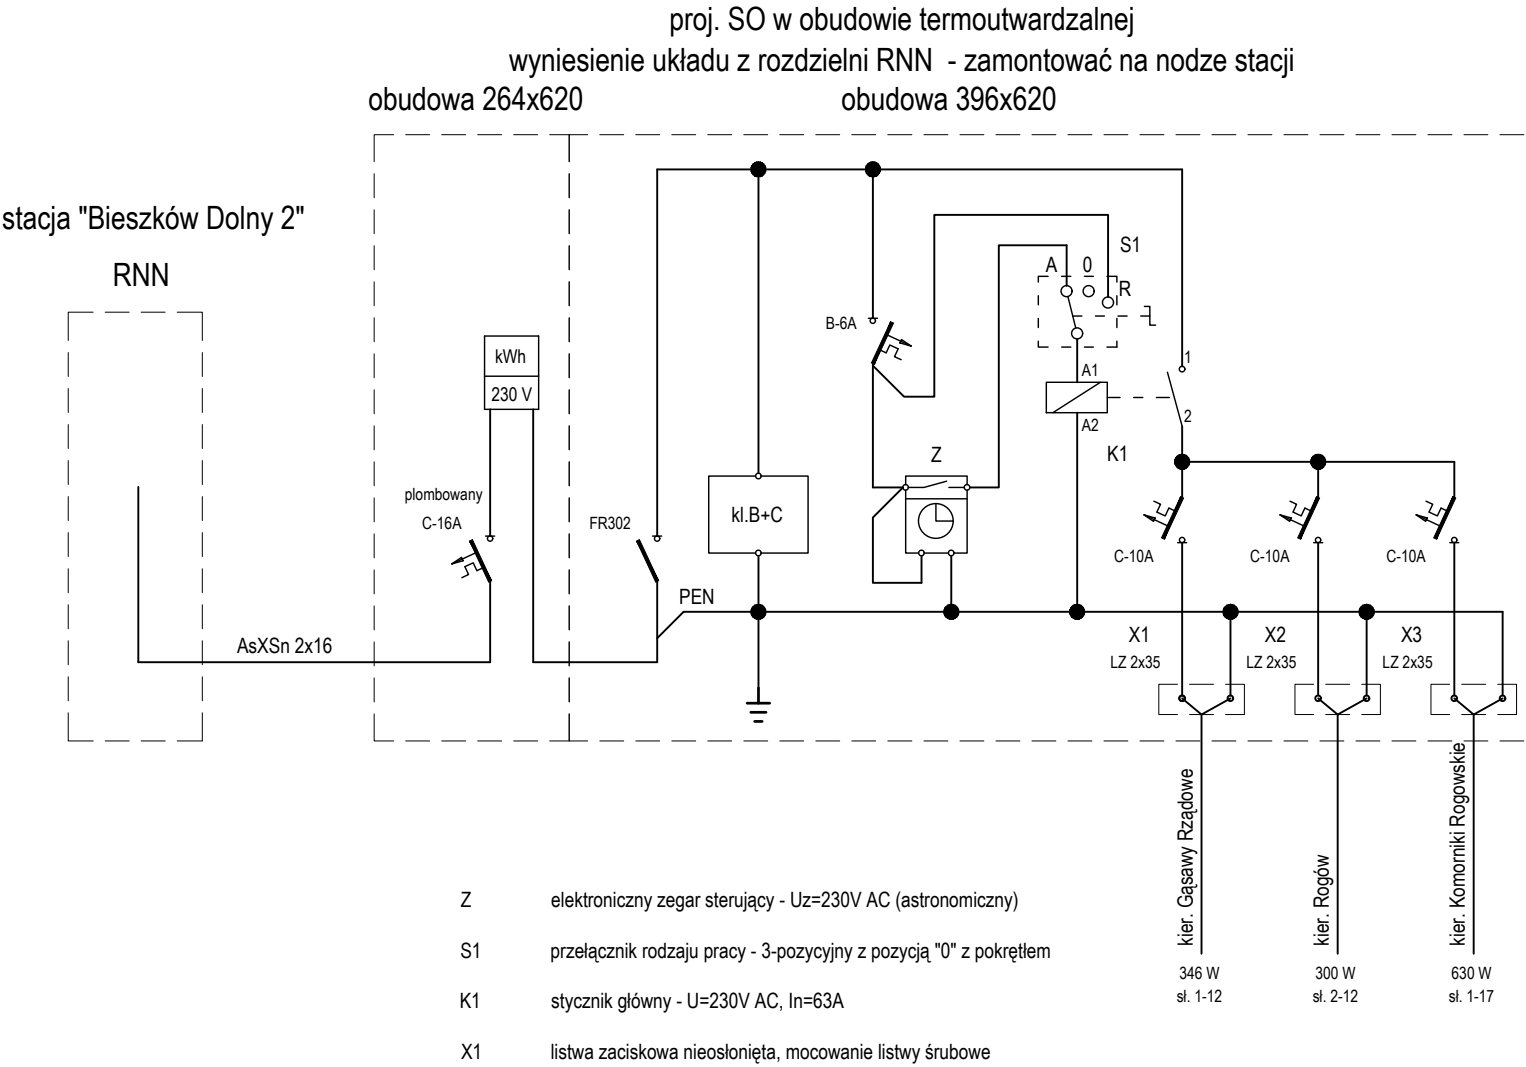 proj. SO w obudowie termoutwardzalnej
wyniesienie układu z rozdzielni RNN - zamontować na nodze stacji
obudowa 264x620
obudowa 396x620
stacja "Bieszków Dolny 2"
RNN
kWh
230 V
plombowany
C-16A
AsXSn 2x16
FR302
PEN
kl.B+C
B-6A
Z
A
0
R
S1
A1
A2
K1
1
2
C-10A
C-10A
C-10A
X1
LZ 2x35
X2
LZ 2x35
X3
LZ 2x35
kier. Gąsawy Rządowe
kier. Rogów
kier. Komorniki Rogowskie
346 W
sł. 1-12
300 W
sł. 2-12
630 W
sł. 1-17
Z elektroniczny zegar sterujący - Uz=230V AC (astronomiczny)
S1 przełącznik rodzaju pracy - 3-pozycyjny z pozycją "0" z pokrętłem
K1 stycznik główny - U=230V AC, In=63A
X1 listwa zaciskowa nieosłonięta, mocowanie listwy śrubowe